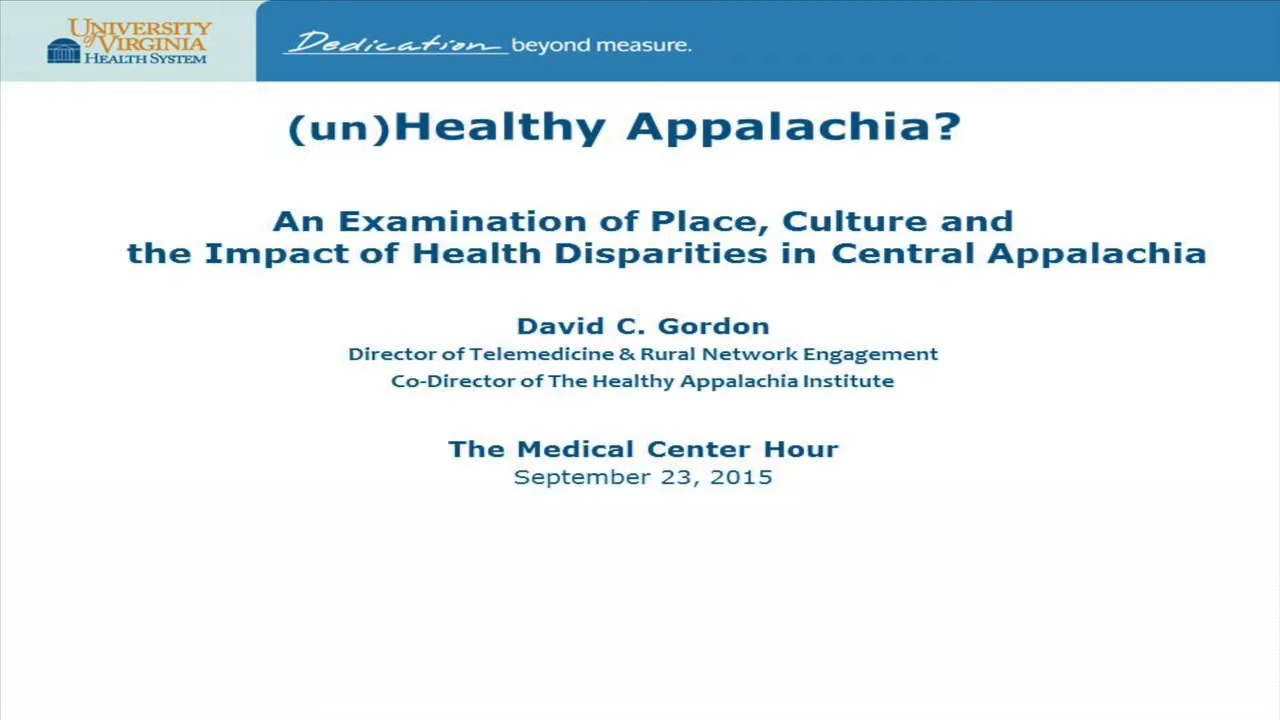 UNIVERSITY
of VIRGINIA
HEALTH SYSTEM
Dedication beyond measure.
(un)Healthy Appalachia?
An Examination of Place, Culture and
the Impact of Health Disparities in Central Appalachia
David C. Gordon
Director of Telemedicine & Rural Network Engagement
Co-Director of The Healthy Appalachia Institute
The Medical Center Hour
September 23, 2015